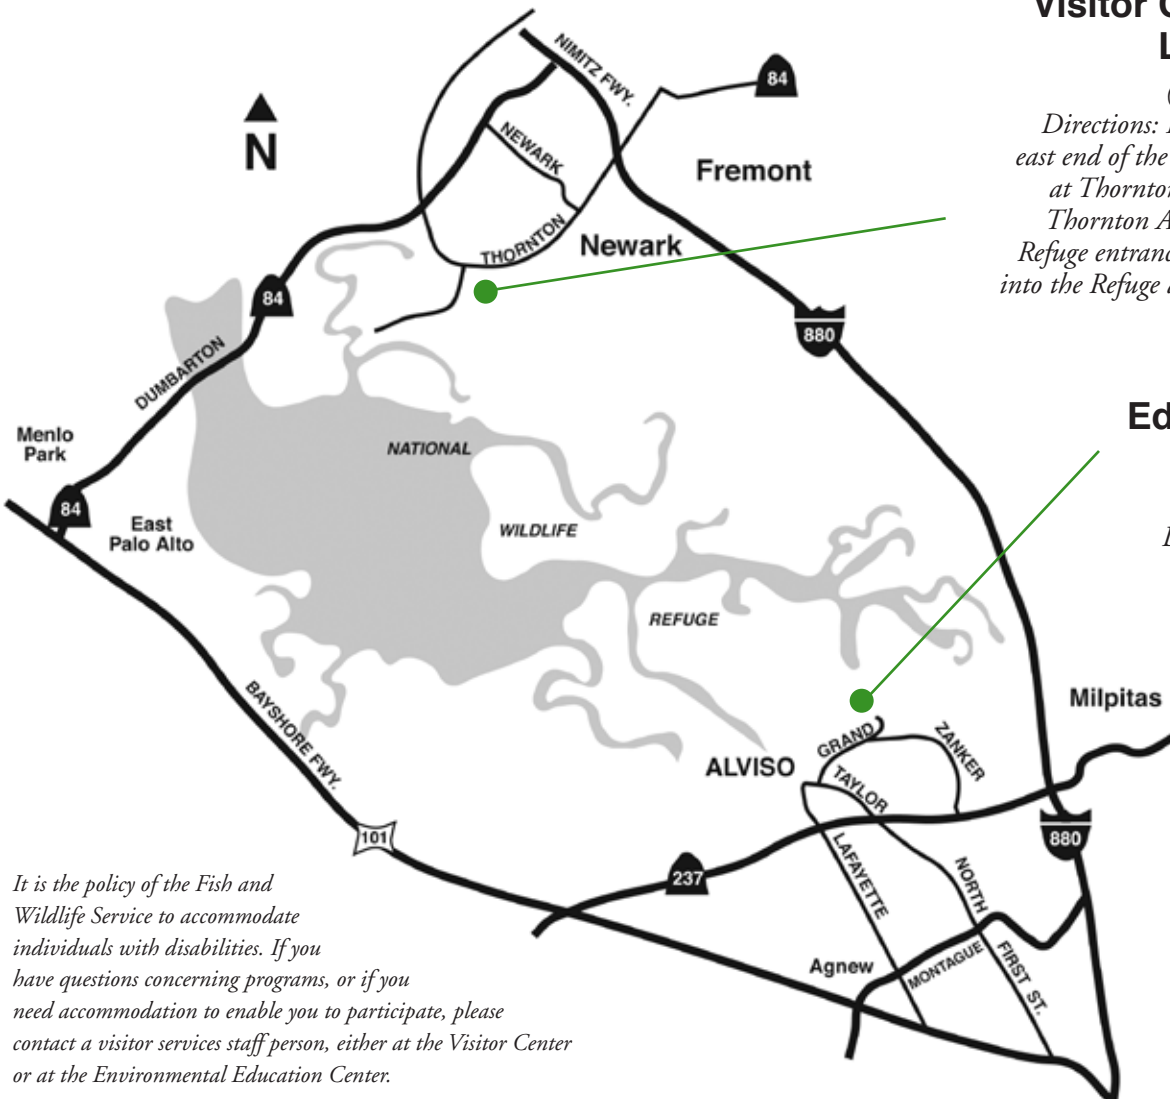 Visitor
Directions:
east end of the
at Thornton
Thornton A
Refuge entranc
into the Refuge
Ed
NIMITZ FWY.
84
N
NEWARK
Fremont
THORNTON
Newark
84
880
DUMBARTON
Menlo
Park
NATIONAL
84
East
Palo Alto
WILDLIFE
REFUGE
Milpitas
BAYSHORE FWY.
GRAND
ZANKER
ALVISO
TAYLOR
101
880
LAFAYETTE
237
NORTH
FIRST ST.
Agnew
MONTAGUE
It is the policy of the Fish and
Wildlife Service to accommodate
individuals with disabilities. If you
have questions concerning programs, or if you
need accommodation to enable you to participate, please
contact a visitor services staff person, either at the Visitor Center
or at the Environmental Education Center.